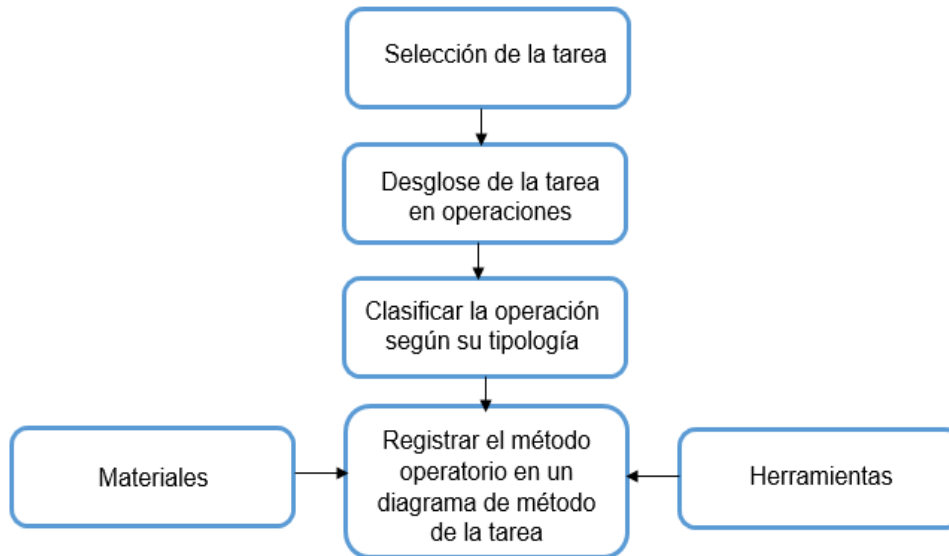 Selección de la tarea
Desglose de la tarea
en operaciones
Clasificar la operación
según su tipología
Materiales
Registrar el método
operatorio en un
diagrama de método
de la tarea
Herramientas